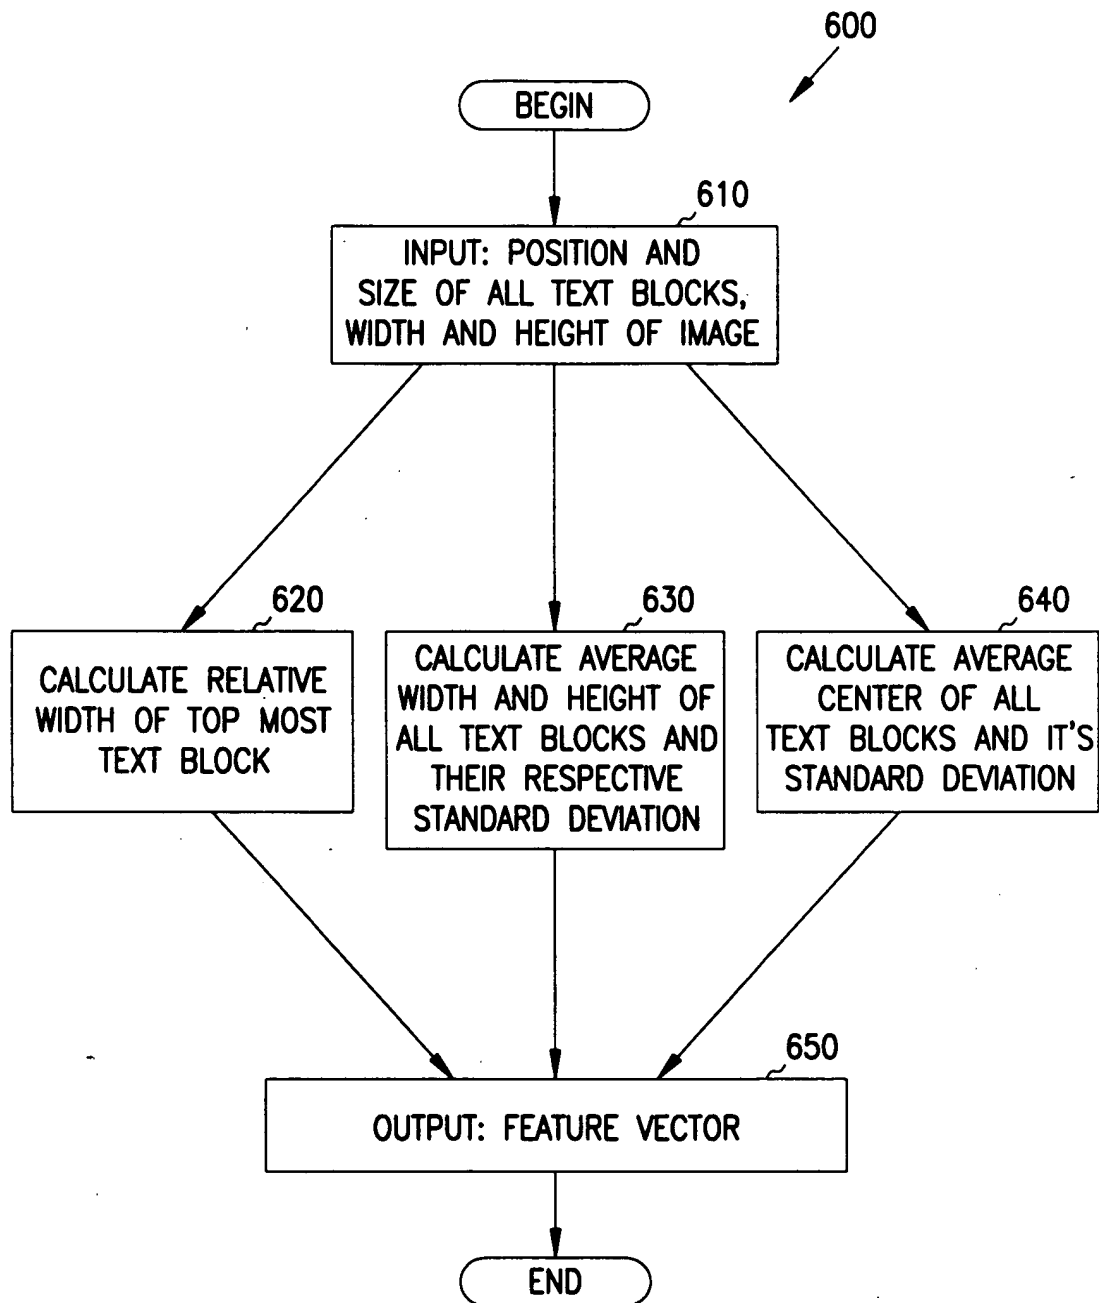 600
BEGIN
610
INPUT: POSITION AND
SIZE OF ALL TEXT BLOCKS,
WIDTH AND HEIGHT OF IMAGE
620
CALCULATE RELATIVE
WIDTH OF TOP MOST
TEXT BLOCK
630
CALCULATE AVERAGE
WIDTH AND HEIGHT OF
ALL TEXT BLOCKS AND
THEIR RESPECTIVE
STANDARD DEVIATION
640
CALCULATE AVERAGE
CENTER OF ALL
TEXT BLOCKS AND IT'S
STANDARD DEVIATION
650
OUTPUT: FEATURE VECTOR
END